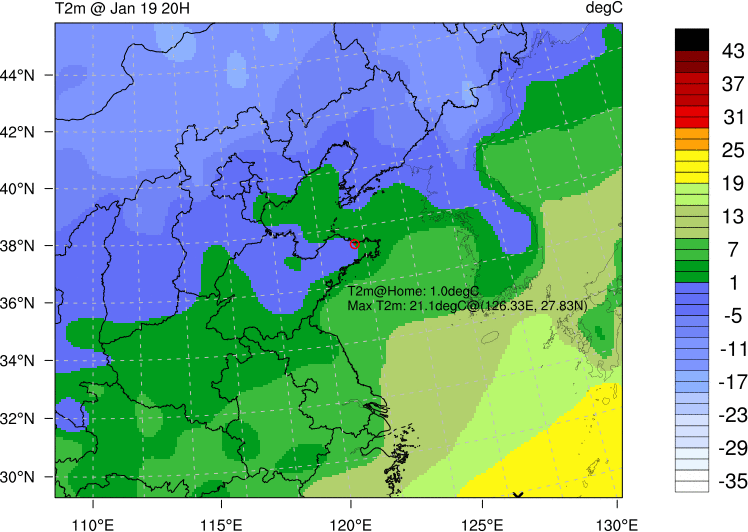 T2m @ Jan 19 20H degC
43
44°N
37
31
42°N
25
40°N
19
13
38°N
7
T2m@Home: 1.0degC
1
36°N
Max T2m: 21.1degC@(126.33E, 27.83N)
-5
34°N
-11
-17
32°N
-23
-29
30°N
-35
110°E 115°E 120°E 125°E 130°E